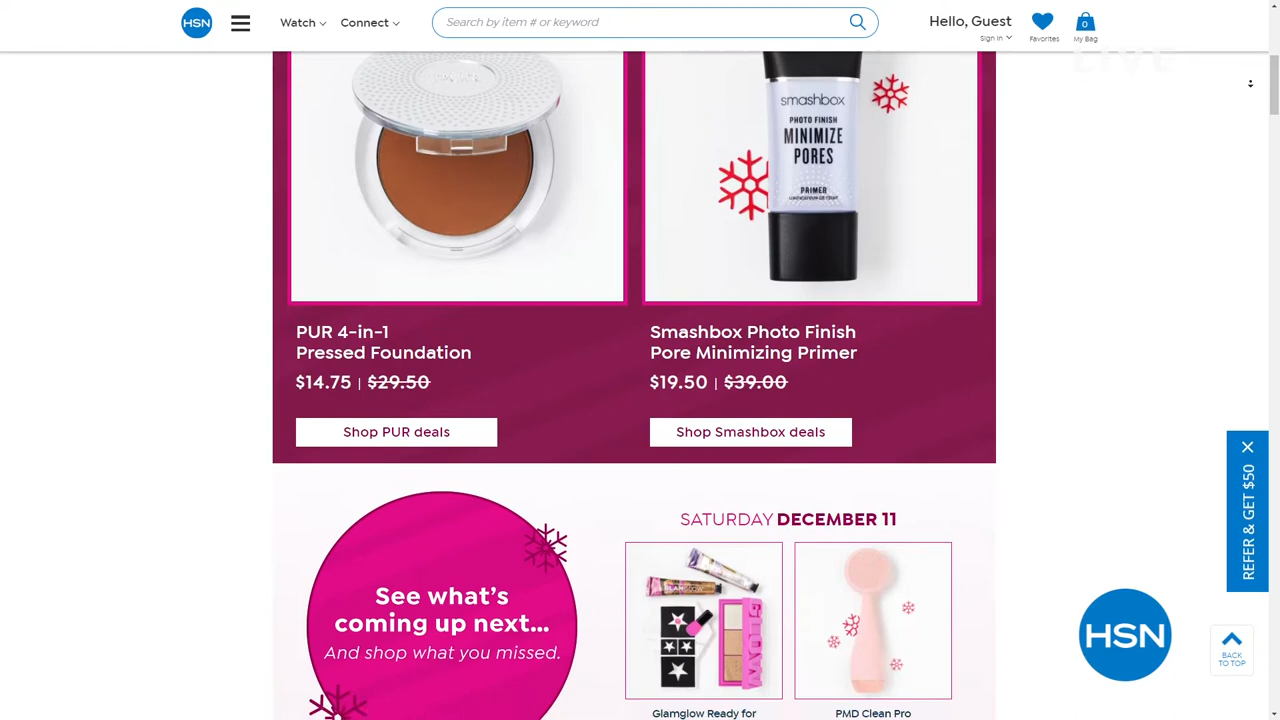 HSN
Watch
Connect
Search by item # or keyword
Hello, Guest
Sign In
Favorites
0
My Bag
LIVE
smashbox
PHOTO FINISH
MINIMIZE
PORES
PRIMER
PUR 4-in-1
Pressed Foundation
$14.75 | $29.50
Shop PUR deals
Smashbox Photo Finish
Pore Minimizing Primer
$19.50 | $39.00
Shop Smashbox deals
See what's
coming up next...
And shop what you missed.
SATURDAY DECEMBER 11
Glamglow Ready for
PMD Clean Pro
REFER & GET $50
HSN
BACK
TO TOP